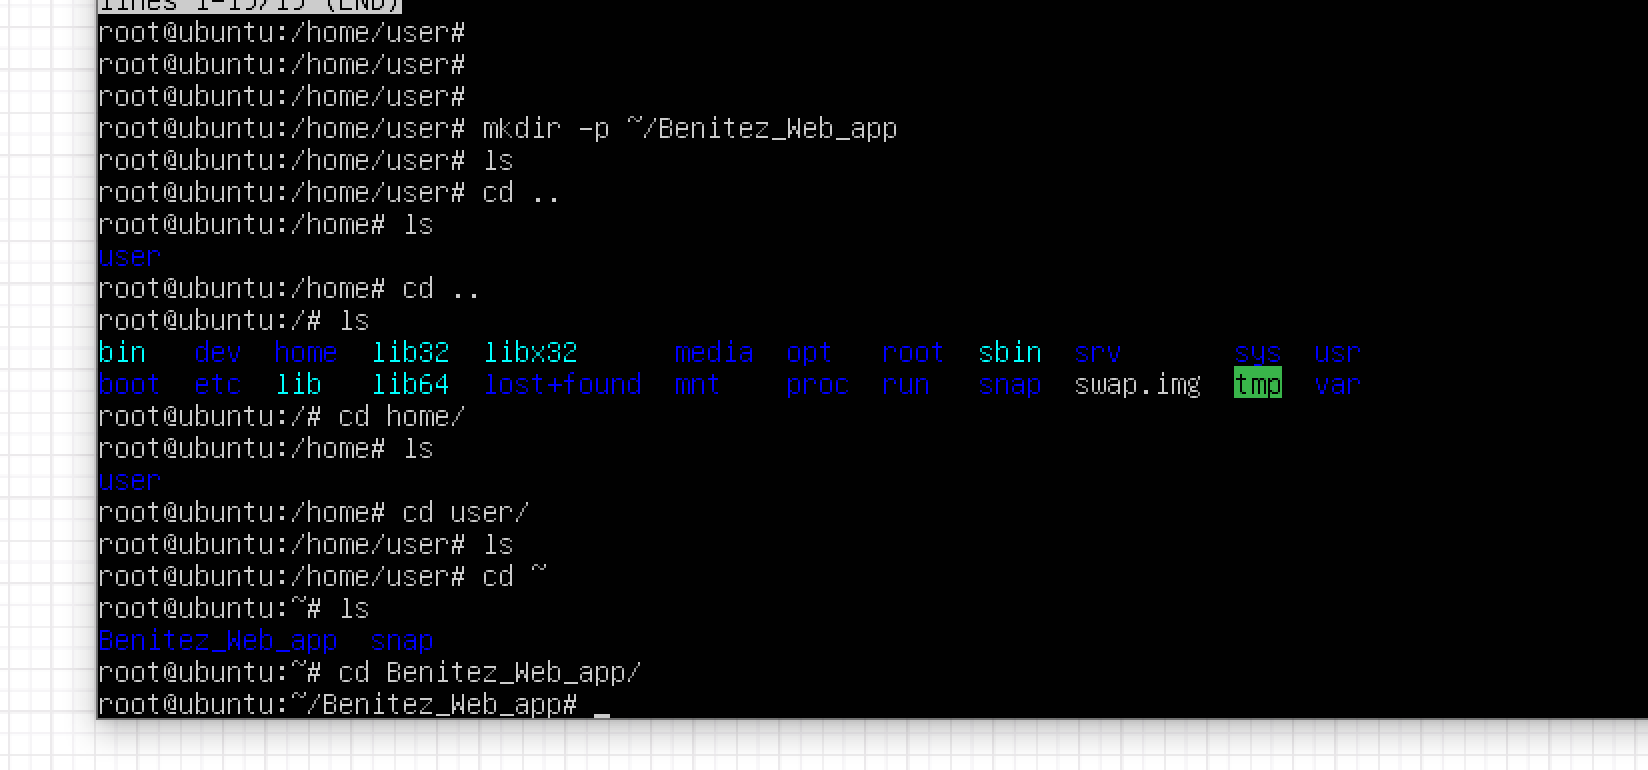 lines 1-19/19 (END)
root@ubuntu:/home/user#
root@ubuntu:/home/user#
root@ubuntu:/home/user#
root@ubuntu:/home/user# mkdir -p ~/Benitez_Web_app
root@ubuntu:/home/user# ls
root@ubuntu:/home/user# cd ..
root@ubuntu:/home# ls
user
root@ubuntu:/home# cd ..
root@ubuntu:/# ls
bin dev home lib32 libx32 media opt root sbin srv sys usr
boot etc lib lib64 lost+found mnt proc run snap swap.img tmp var
root@ubuntu:/# cd home/
root@ubuntu:/home# ls
user
root@ubuntu:/home# cd user/
root@ubuntu:/home/user# ls
root@ubuntu:/home/user# cd ~
root@ubuntu:~# ls
Benitez_Web_app snap
root@ubuntu:~# cd Benitez_Web_app/
root@ubuntu:~/Benitez_Web_app# _